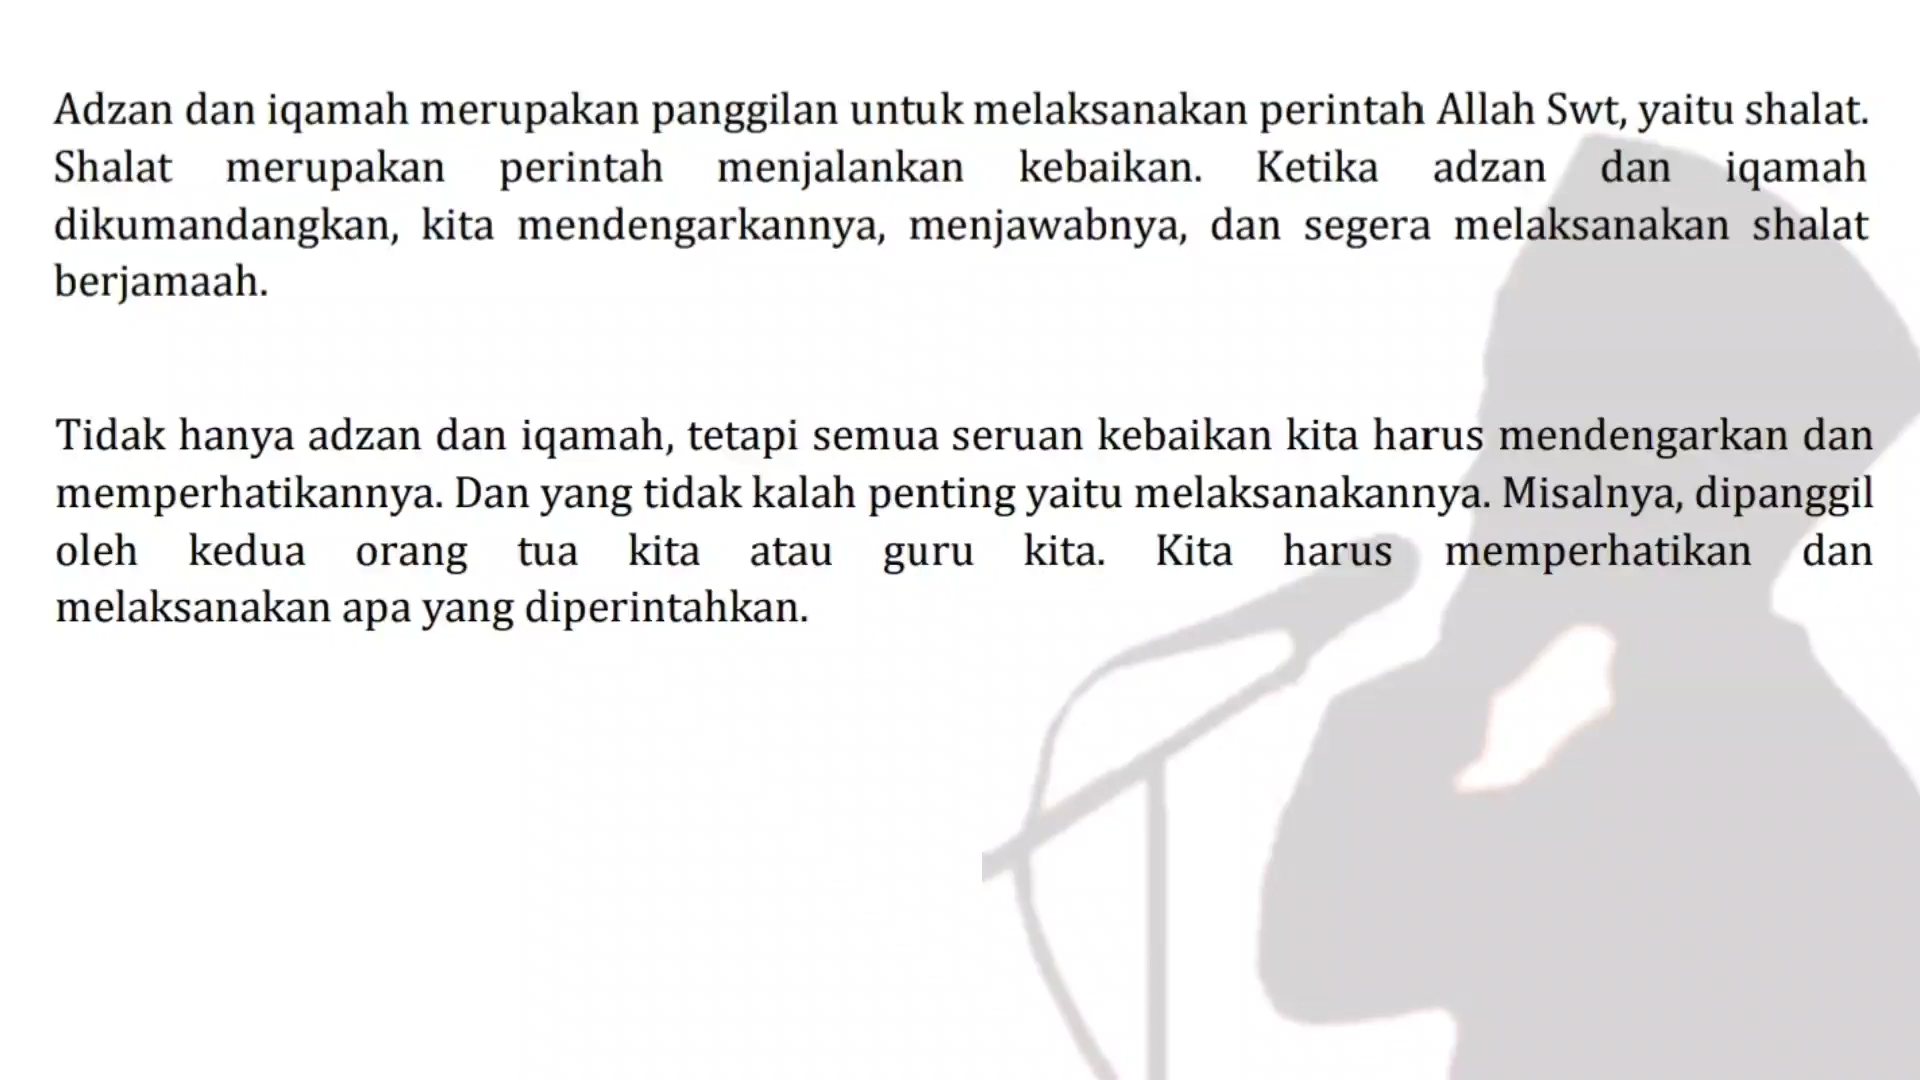 Adzan dan iqamah merupakan panggilan untuk melaksanakan perintah Allah Swt, yaitu shalat.
Shalat merupakan perintah menjalankan kebaikan. Ketika adzan dan iqamah
dikumandangkan, kita mendengarkannya, menjawabnya, dan segera melaksanakan shalat
berjamaah.
Tidak hanya adzan dan iqamah, tetapi semua seruan kebaikan kita harus mendengarkan dan
memperhatikannya. Dan yang tidak kalah penting yaitu melaksanakannya. Misalnya, dipanggil
oleh kedua orang tua kita atau guru kita. Kita harus memperhatikan dan
melaksanakan apa yang diperintahkan.